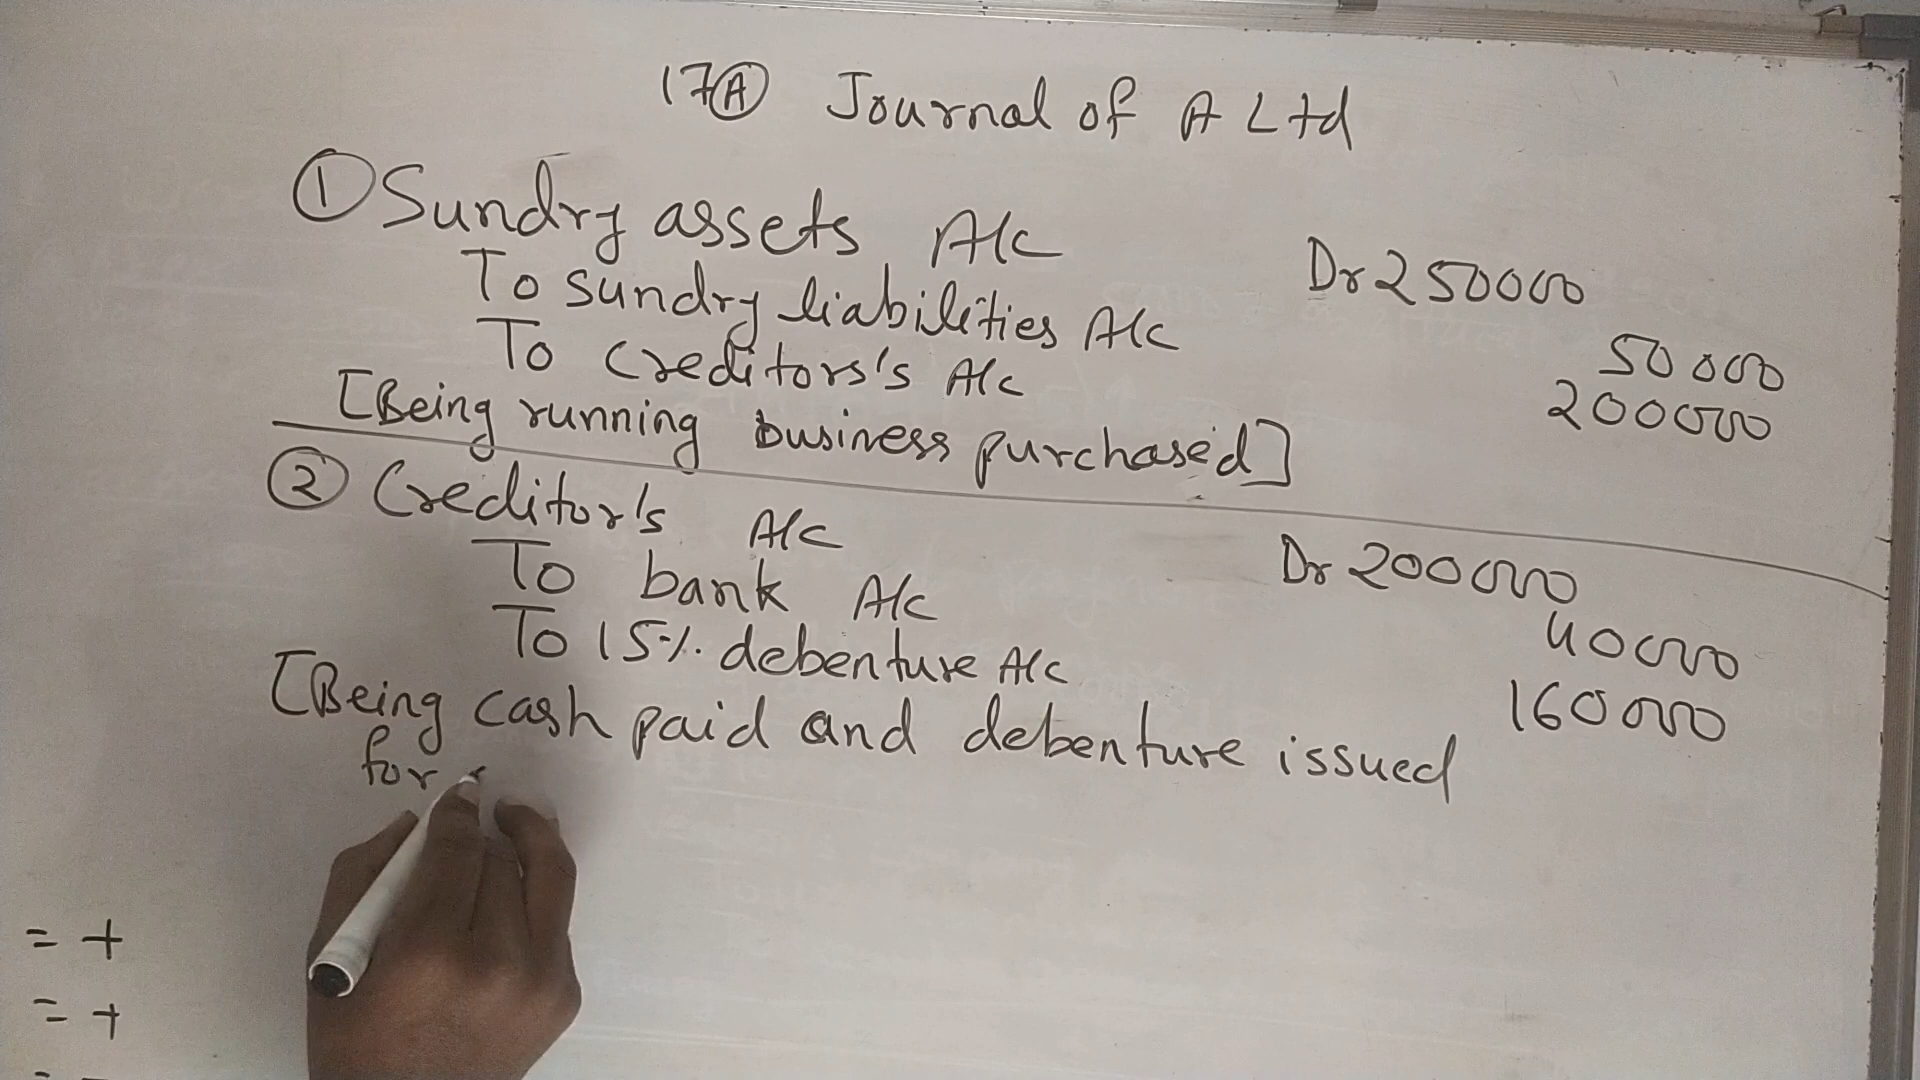 17Ⓐ Journal of A Ltd
① Sundry assets A/c Dr 250000
To sundry liabilities A/c 50000
To Creditors's A/c 200000
[Being running business purchased]
② Creditor's A/c Dr 200000
To bank A/c 40000
To 15% debenture A/c 160000
[Being cash paid and debenture issued
for
= +
= +